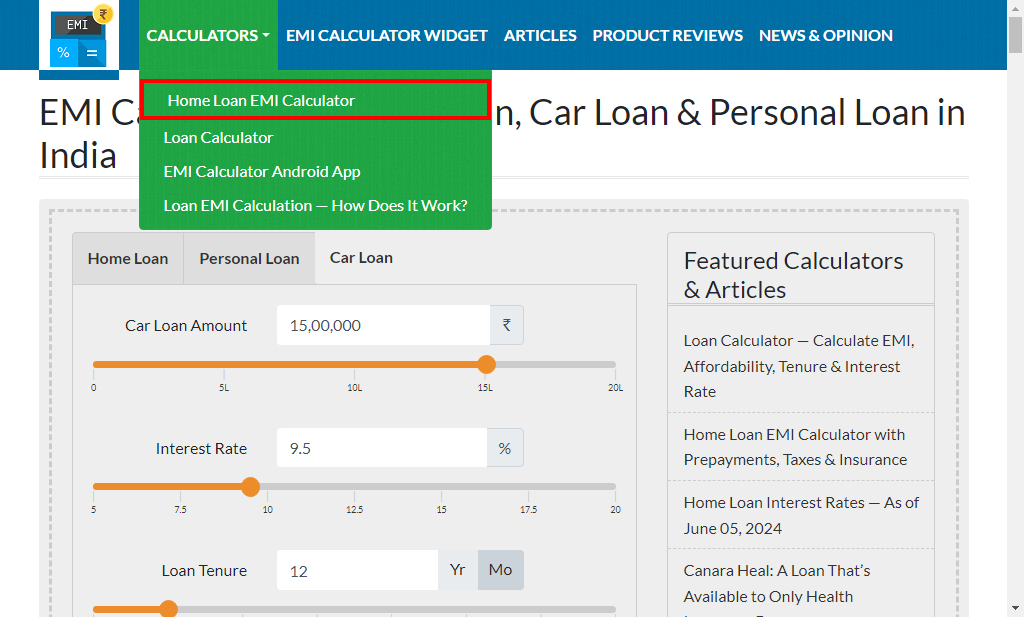 EMI
₹
%
=
CALCULATORS
EMI CALCULATOR WIDGET
ARTICLES
PRODUCT REVIEWS
NEWS & OPINION
Home Loan EMI Calculator
Loan Calculator
EMI Calculator Android App
Loan EMI Calculation — How Does It Work?
EMI Ca n, Car Loan & Personal Loan in
India
Home Loan
Personal Loan
Car Loan
Car Loan Amount
15,00,000
₹
0
5L
10L
15L
20L
Interest Rate
9.5
%
5
7.5
10
12.5
15
17.5
20
Loan Tenure
12
Yr
Mo
Featured Calculators
& Articles
Loan Calculator — Calculate EMI,
Affordability, Tenure & Interest
Rate
Home Loan EMI Calculator with
Prepayments, Taxes & Insurance
Home Loan Interest Rates — As of
June 05, 2024
Canara Heal: A Loan That's
Available to Only Health